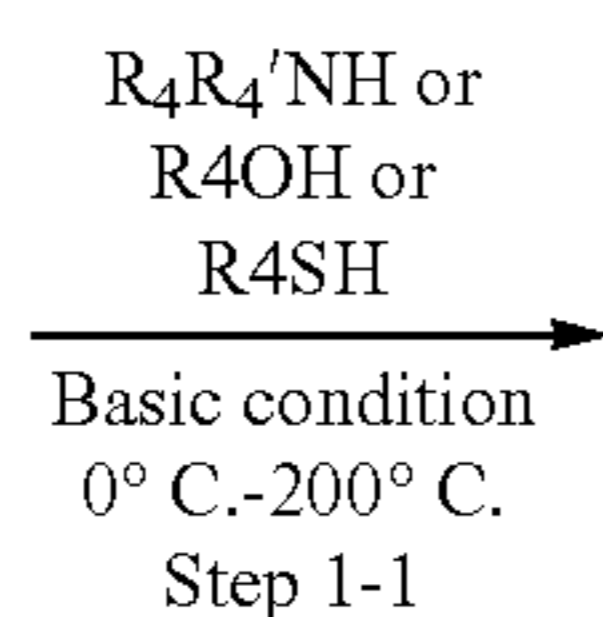 R₄R₄′NH or
R4OH or
R4SH
Basic condition
0° C.-200° C.
Step 1-1